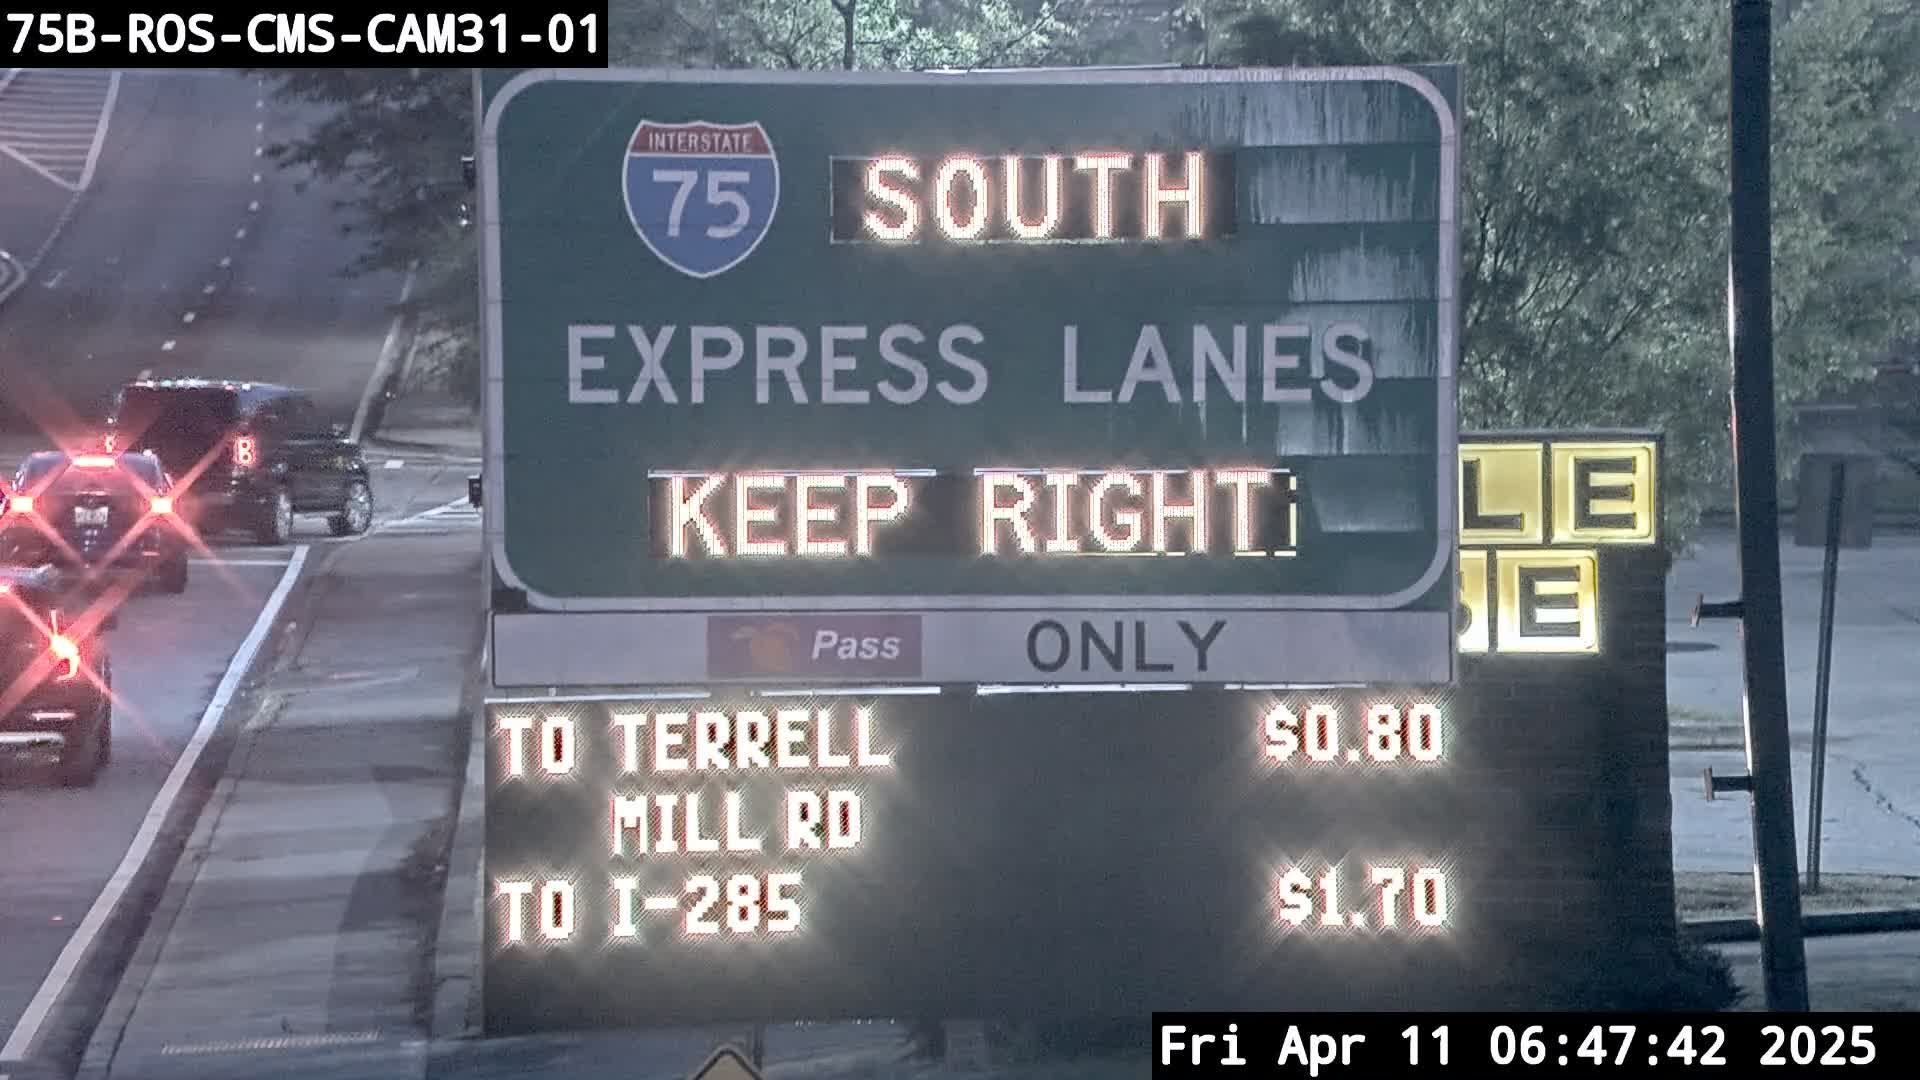 75B-ROS-CMS-CAM31-01
INTERSTATE
75
SOUTH
EXPRESS LANES
KEEP RIGHT
Pass ONLY
TO TERRELL $0.80
MILL RD
TO I-285 $1.70
LE
E
Fri Apr 11 06:47:42 2025